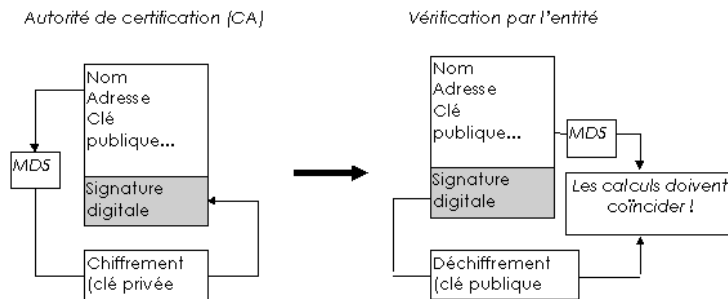 Autorité de certification (CA)
Vérification par l'entité
Nom
Adresse
Clé
publique...
MD5
Signature
digitale
Chiffrement
(clé privée
Nom
Adresse
Clé
publique...
MD5
Signature
digitale
Les calculs doivent
coïncider !
Déchiffrement
(clé publique